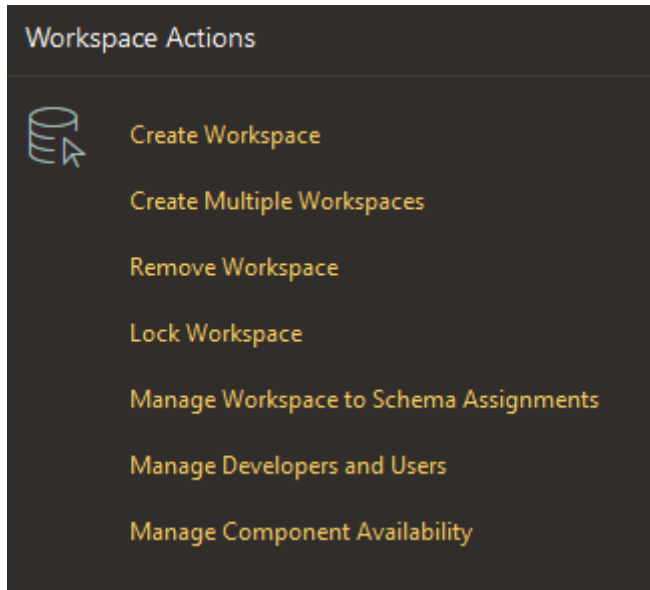 Workspace Actions
Create Workspace
Create Multiple Workspaces
Remove Workspace
Lock Workspace
Manage Workspace to Schema Assignments
Manage Developers and Users
Manage Component Availability